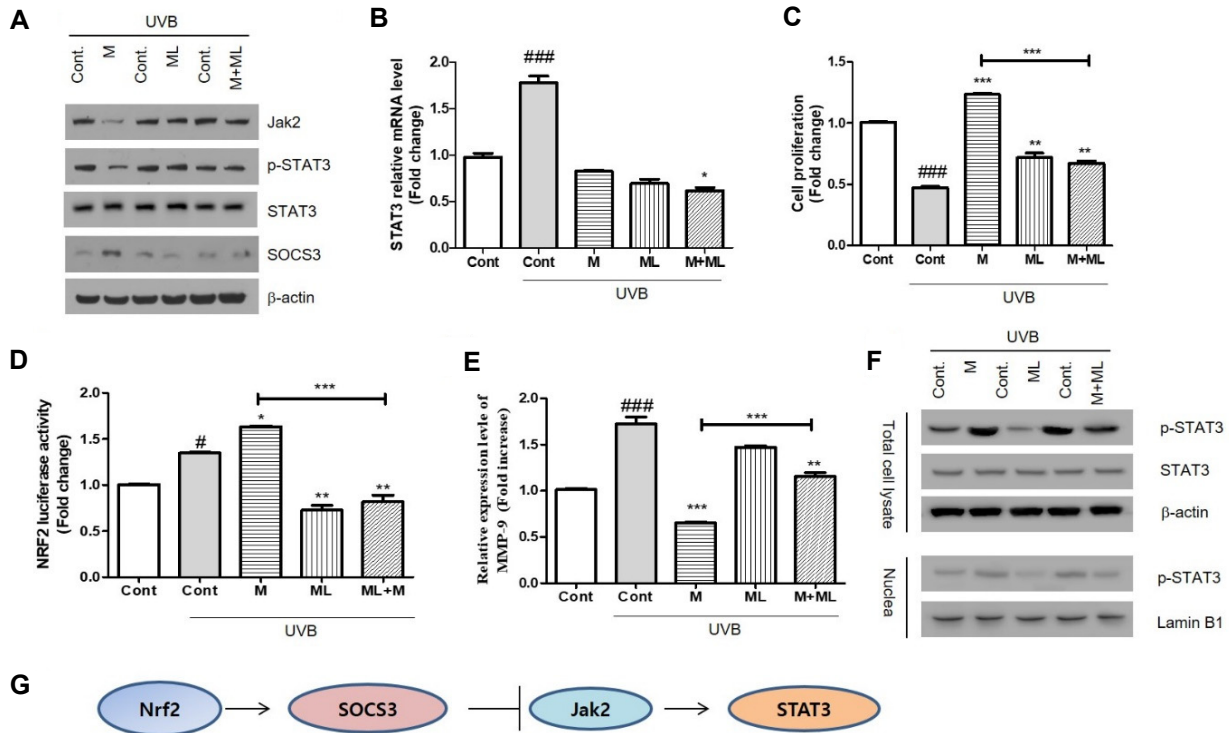 A
UVB
Cont.
M
Cont.
ML
Cont.
M+ML
Jak2
p-STAT3
STAT3
SOCS3
β-actin
B
STAT3 relative mRNA level
(Fold change)
2.0
1.5
1.0
0.5
0.0
###
*
Cont Cont M ML M+ML
UVB
C
Cell proliferation
(Fold change)
1.5
1.0
0.5
0.0
***
***
###
**
**
Cont Cont M ML M+ML
UVB
D
NRF2 luciferase activity
(Fold change)
2.0
1.5
1.0
0.5
0.0
***
#
*
**
**
Cont Cont M ML ML+M
UVB
E
Relative expression levle of
MMP-9 (Fold increase)
2.0
1.5
1.0
0.5
0.0
###
***
***
**
Cont Cont M ML M+ML
UVB
F
UVB
Cont.
M
Cont.
ML
Cont.
M+ML
Total cell lysate
p-STAT3
STAT3
β-actin
Nuclea
p-STAT3
Lamin B1
G
Nrf2 SOCS3 Jak2 STAT3